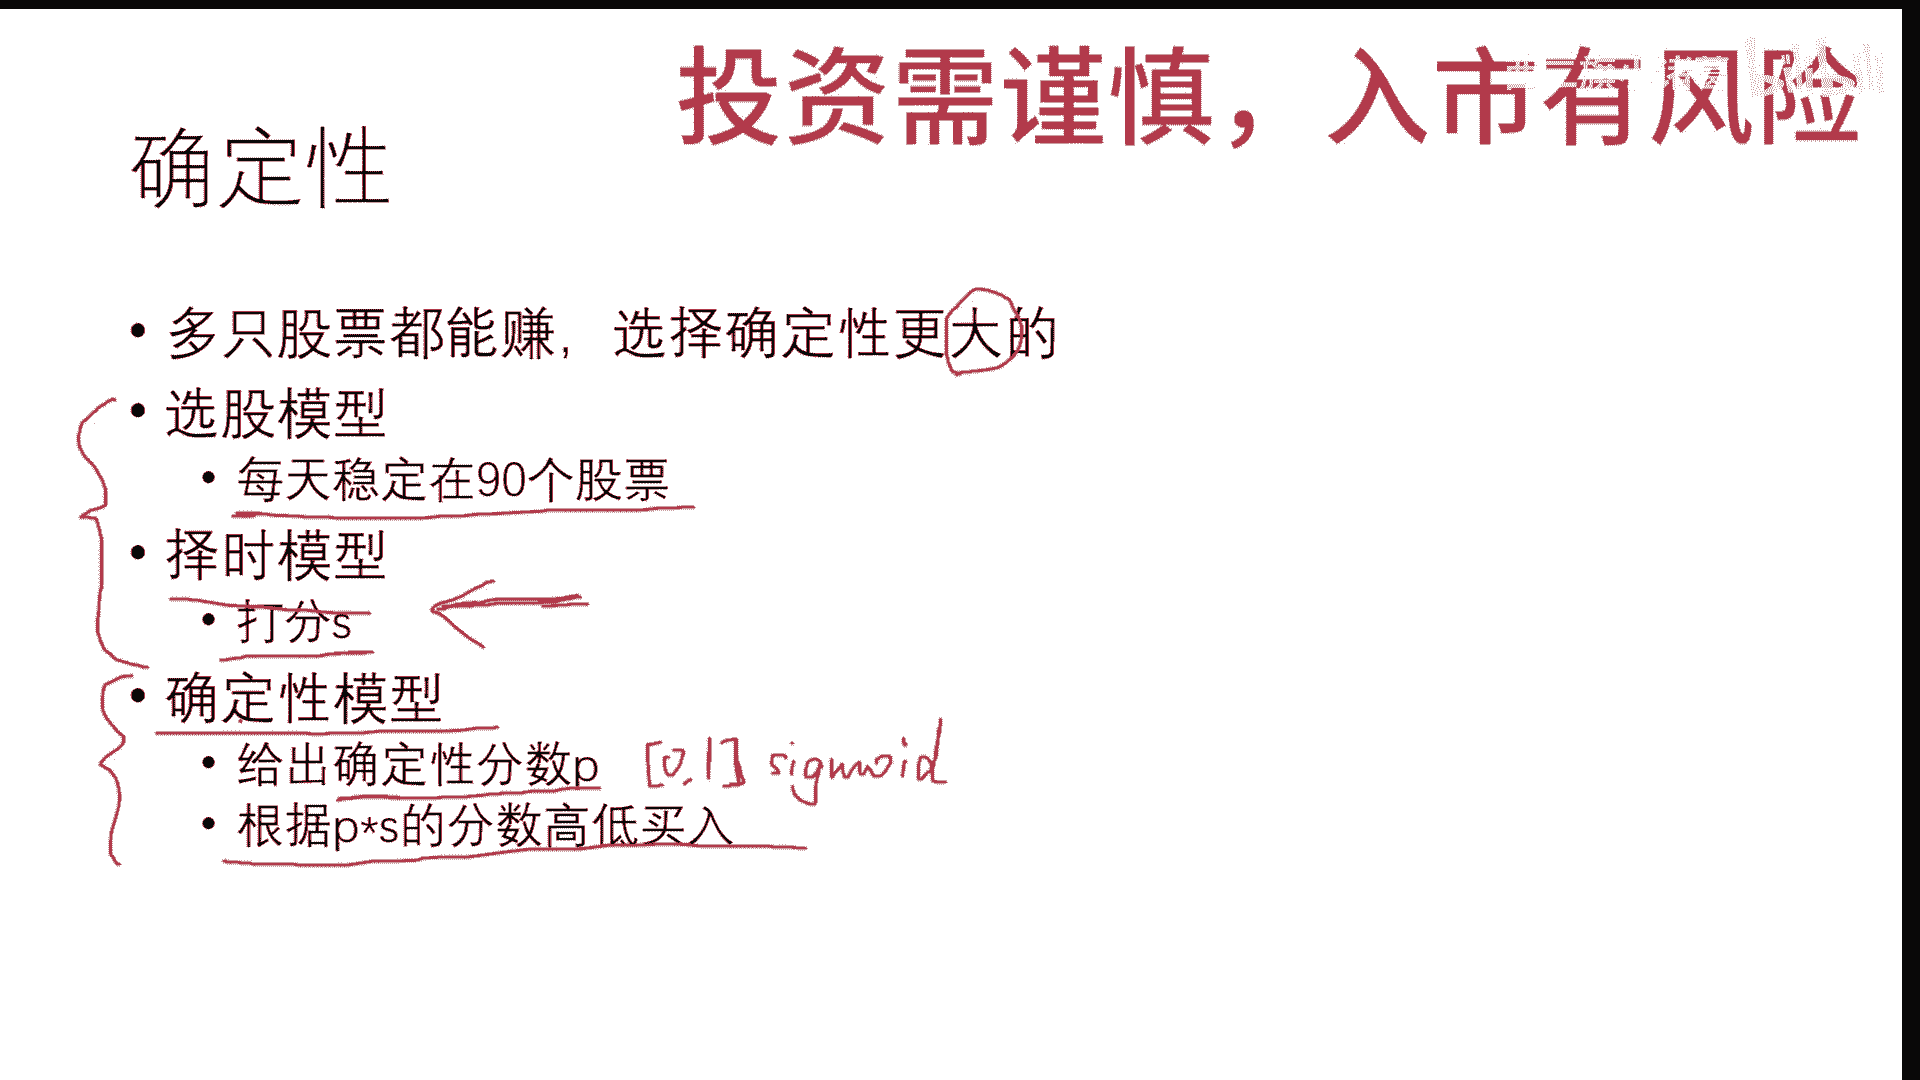 投资需谨慎，入市有风险
确定性
• 多只股票都能赚，选择确定性更大的
• 选股模型
• 每天稳定在90个股票
• 择时模型
• 打分s
• 确定性模型
• 给出确定性分数p [0,1] sigmoid
• 根据p*s的分数高低买入